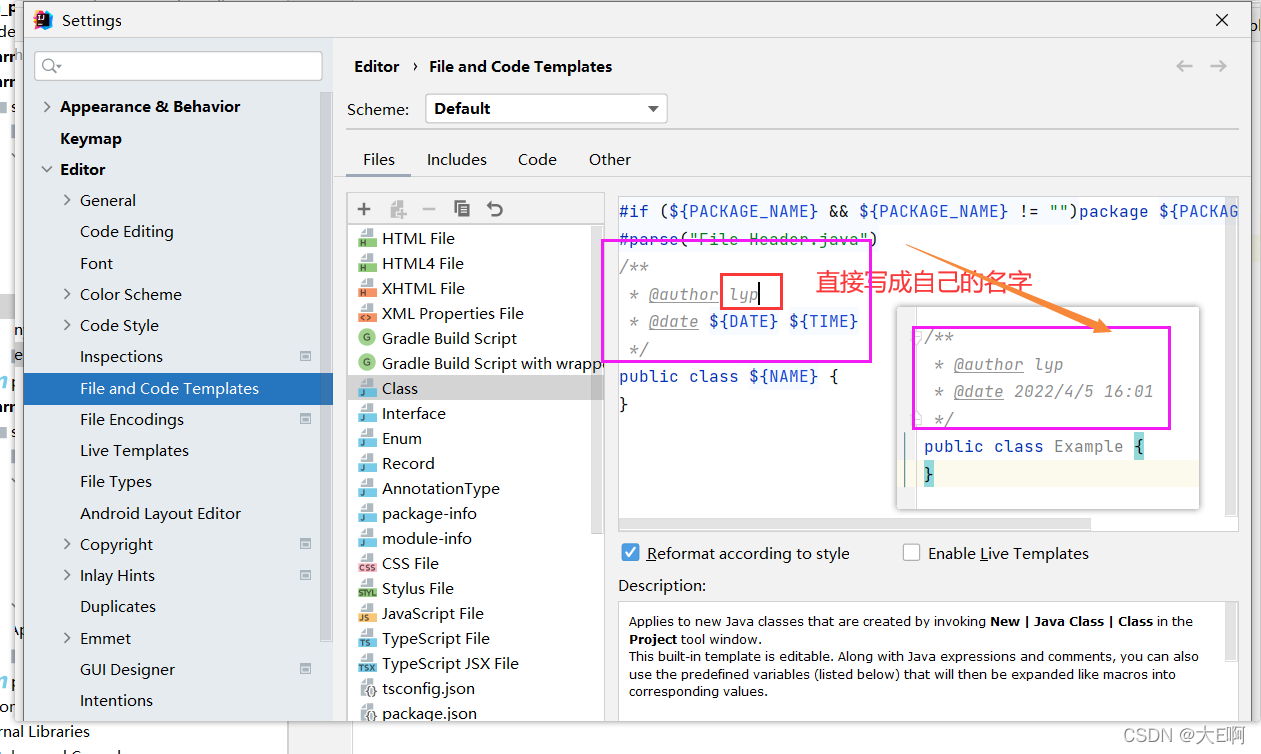 Settings
Editor › File and Code Templates
Scheme: Default
Files Includes Code Other
Appearance & Behavior
Keymap
Editor
General
Code Editing
Font
Color Scheme
Code Style
Inspections
File and Code Templates
File Encodings
Live Templates
File Types
Android Layout Editor
Copyright
Inlay Hints
Duplicates
Emmet
GUI Designer
Intentions
HTML File
HTML4 File
XHTML File
XML Properties File
Gradle Build Script
Gradle Build Script with wrappe
Class
Interface
Enum
Record
AnnotationType
package-info
module-info
CSS File
Stylus File
JavaScript File
TypeScript File
TypeScript JSX File
tsconfig.json
package.json
#if (${PACKAGE_NAME} && ${PACKAGE_NAME} != "")package ${PACKAG
#parse("File Header.java")
/**
* @author lyp
* @date ${DATE} ${TIME}
*/
public class ${NAME} {
}
直接写成自己的名字
/**
* @author lyp
* @date 2022/4/5 16:01
*/
public class Example {
}
Reformat according to style
Enable Live Templates
Description:
Applies to new Java classes that are created by invoking New | Java Class | Class in the
Project tool window.
This built-in template is editable. Along with Java expressions and comments, you can also
use the predefined variables (listed below) that will then be expanded like macros into
corresponding values.
rnal Libraries
CSDN @大E啊